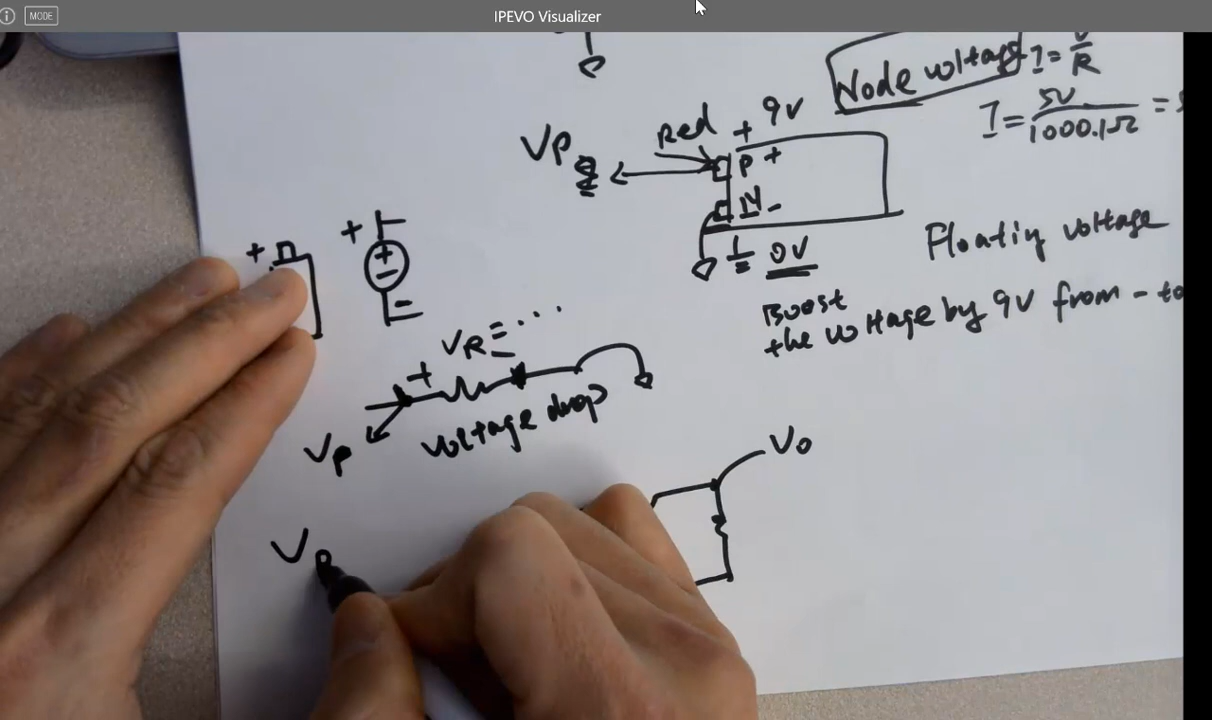 IPEVO Visualizer
MODE
Node voltage
I = V/R
I = 5V/1000.1Ω =
+ 9V
Red
VP
P +
N -
0V
Floating voltage
Boost
the voltage by 9V from - to
+
+
+
-
-
VR = ...
+
Voltage drop
VP
Vo
V